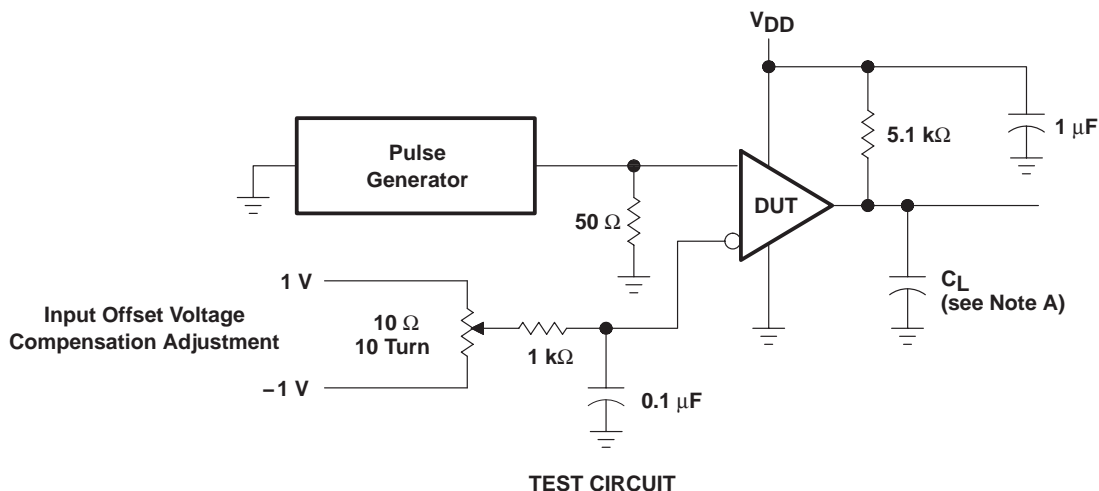 VDD
Pulse
Generator
5.1 kΩ
1 μF
DUT
50 Ω
CL
(see Note A)
1 V
Input Offset Voltage
Compensation Adjustment
10 Ω
10 Turn
1 kΩ
–1 V
0.1 μF
TEST CIRCUIT